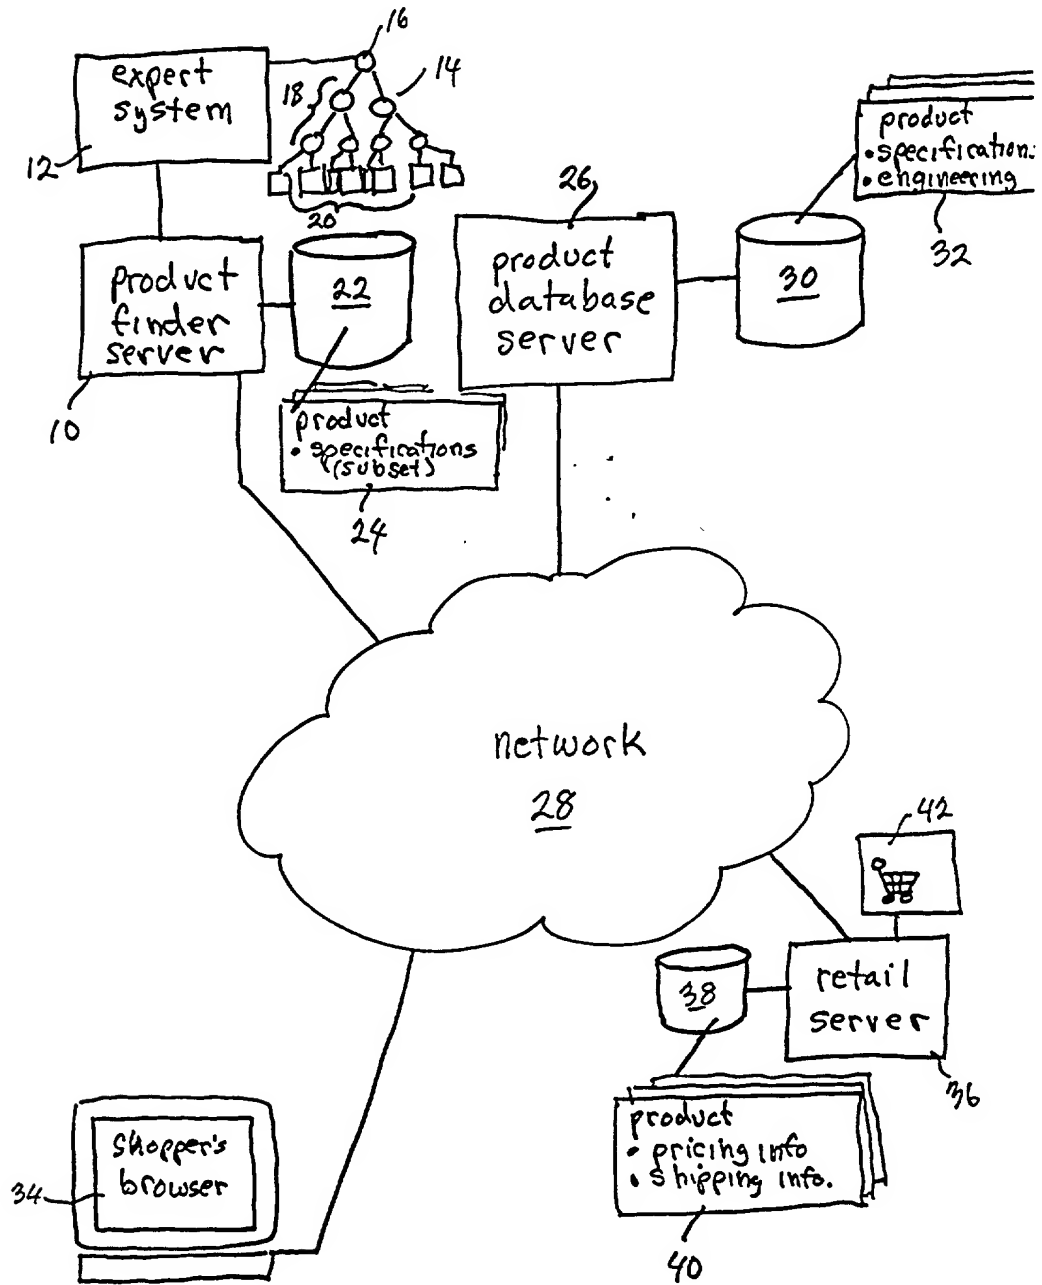 16
expert
system
18
14
12
20
product
• specification
• engineering
32
26
product
database
server
30
product
finder
server
22
10
product
• specifications
(subset)
24
network
28
42
38
retail
server
36
product
• pricing info
• shipping info.
40
shopper's
browser
34